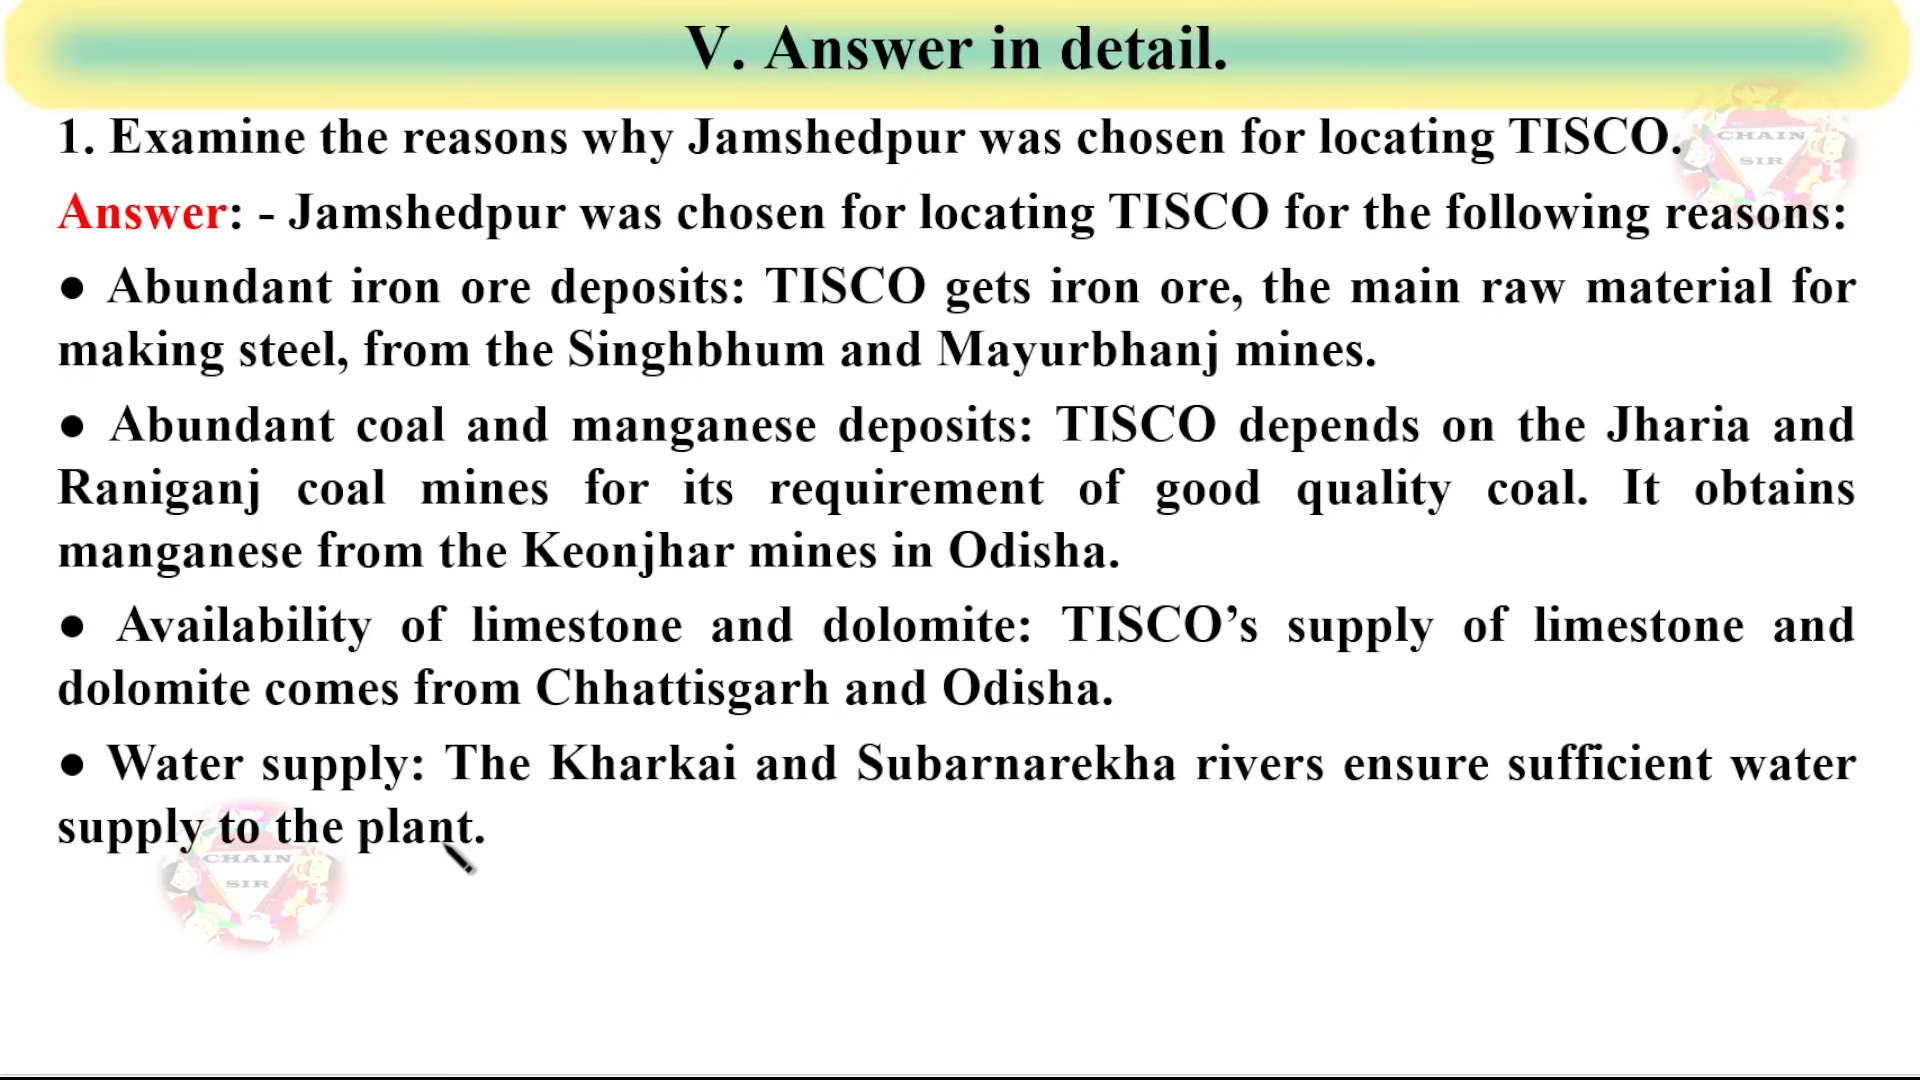 V. Answer in detail.
1. Examine the reasons why Jamshedpur was chosen for locating TISCO.
CHAIN
SIR
Answer: - Jamshedpur was chosen for locating TISCO for the following reasons:
● Abundant iron ore deposits: TISCO gets iron ore, the main raw material for
making steel, from the Singhbhum and Mayurbhanj mines.
● Abundant coal and manganese deposits: TISCO depends on the Jharia and
Raniganj coal mines for its requirement of good quality coal. It obtains
manganese from the Keonjhar mines in Odisha.
● Availability of limestone and dolomite: TISCO’s supply of limestone and
dolomite comes from Chhattisgarh and Odisha.
● Water supply: The Kharkai and Subarnarekha rivers ensure sufficient water
supply to the plant.
CHAIN
SIR